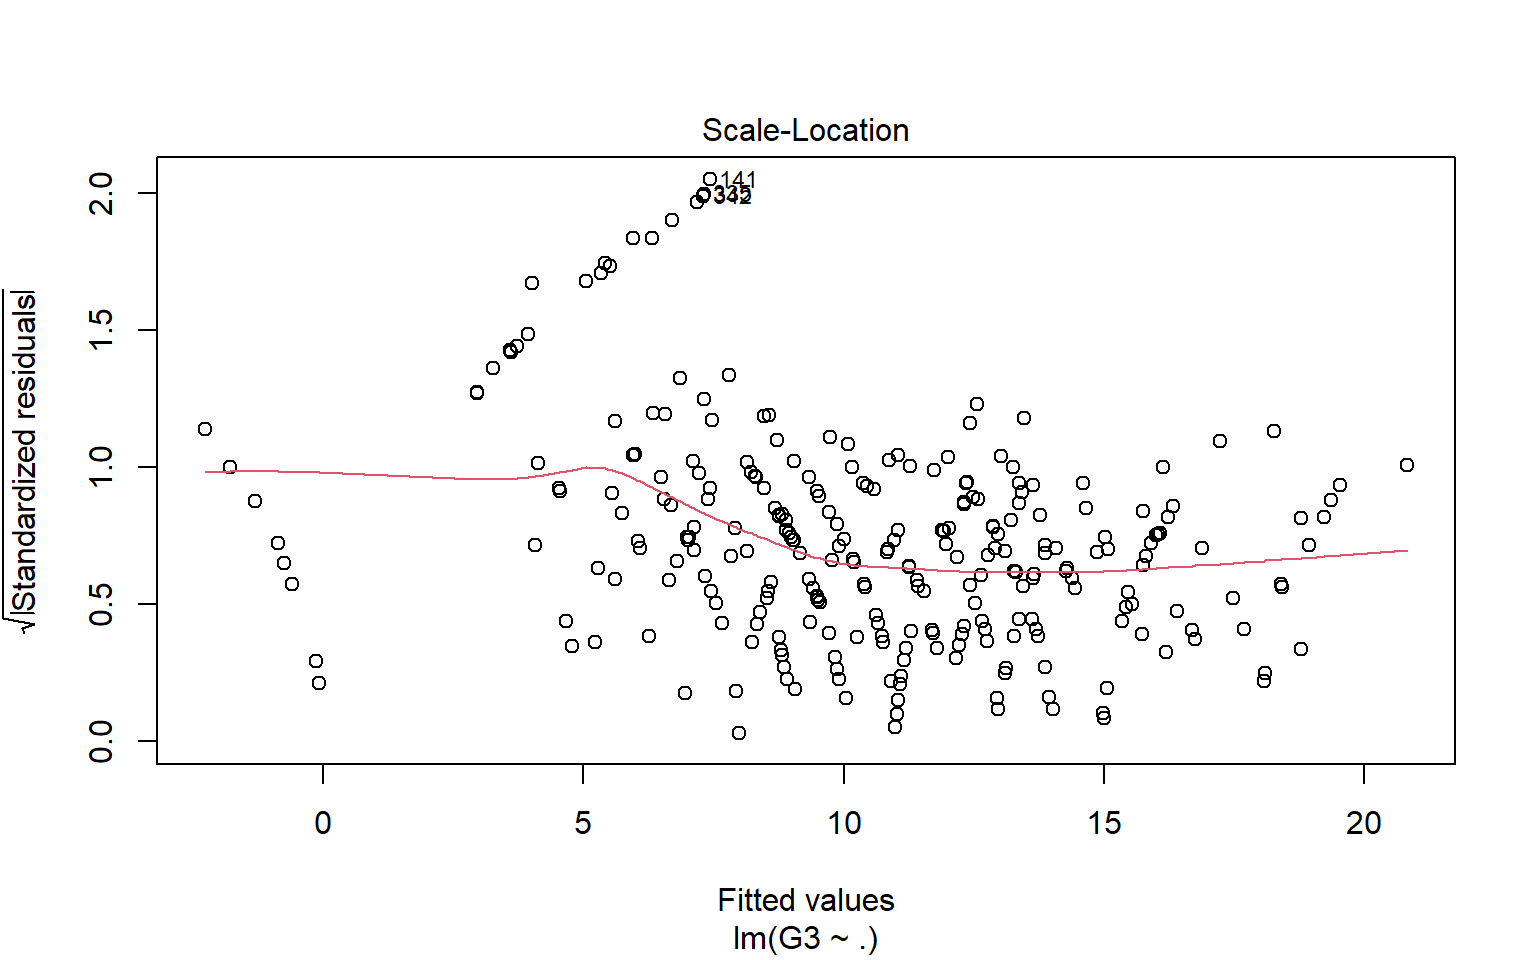 Scale-Location
√|Standardized residuals|
2.0
1.5
1.0
0.5
0.0
141
0
5
10
15
20
Fitted values
lm(G3 ~ .)